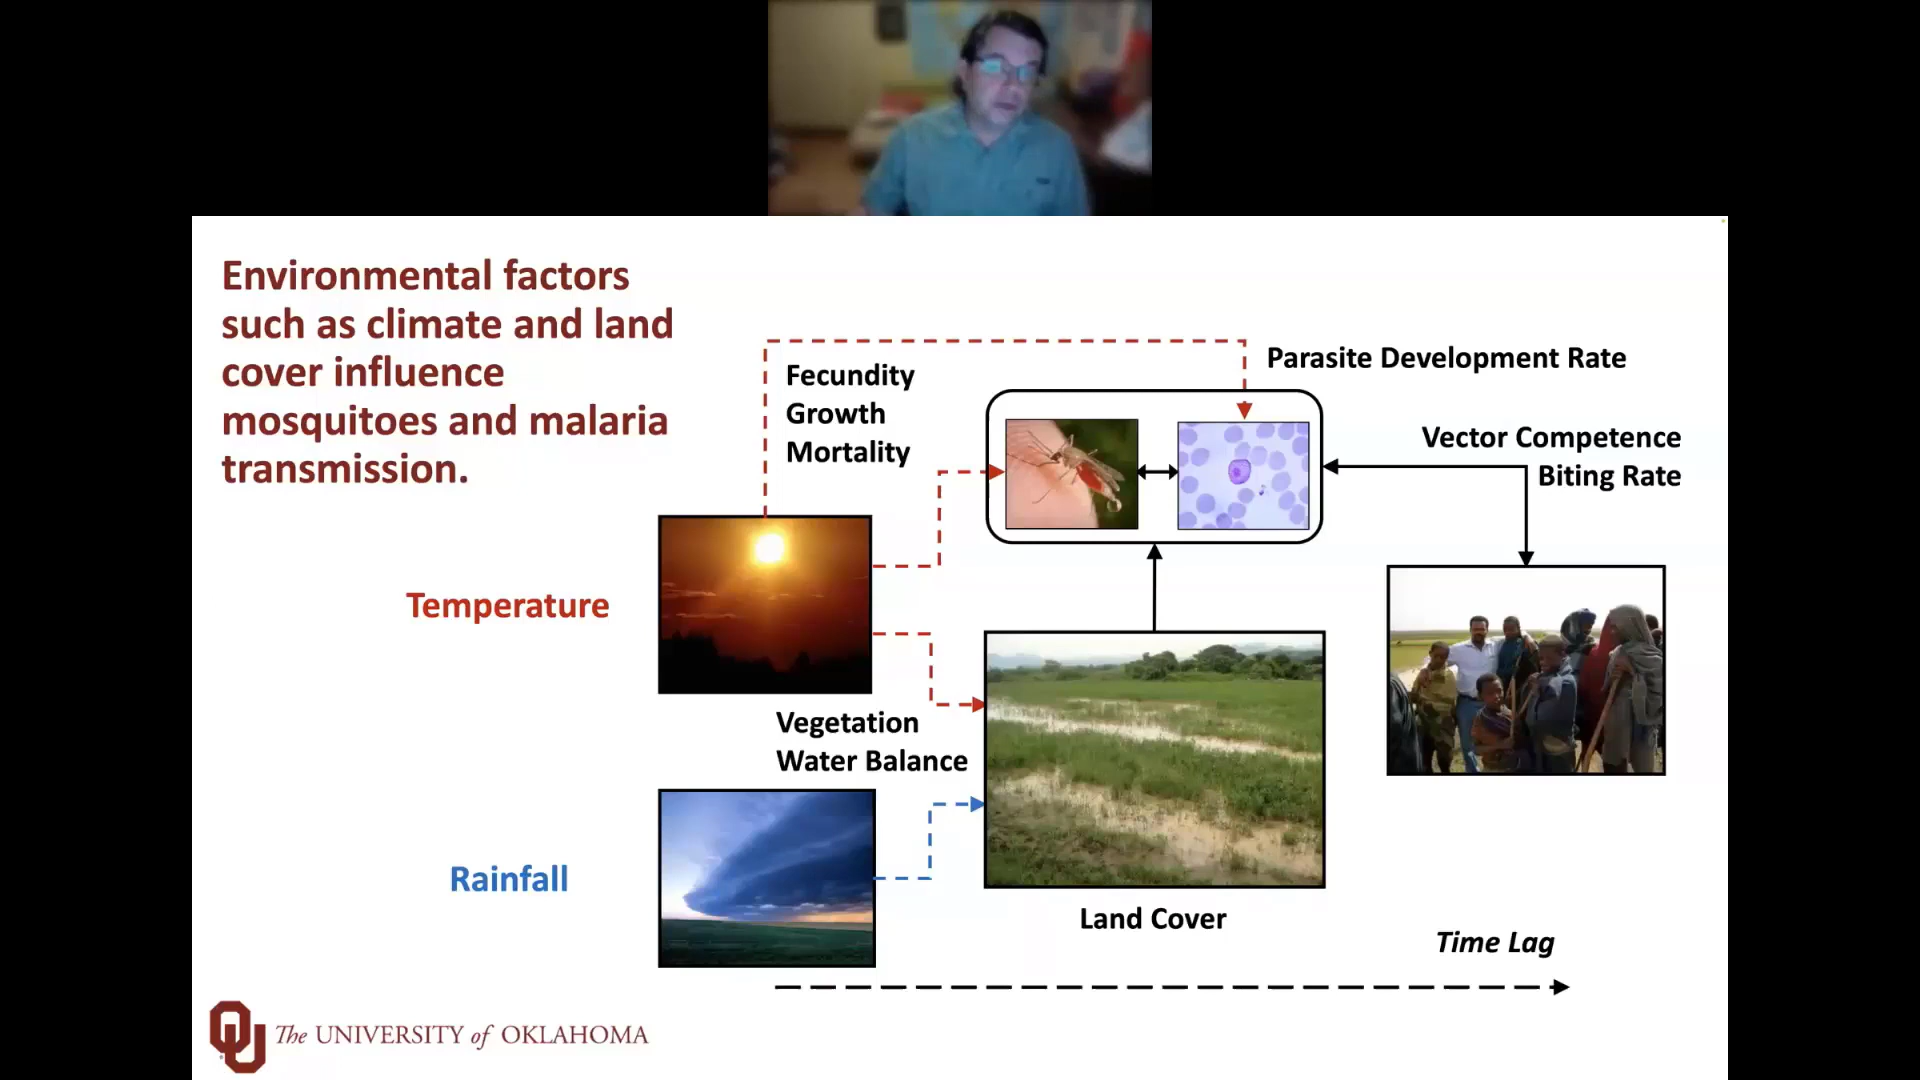 Environmental factors
such as climate and land
cover influence
mosquitoes and malaria
transmission.
Fecundity
Growth
Mortality
Parasite Development Rate
Vector Competence
Biting Rate
Temperature
Vegetation
Water Balance
Rainfall
Land Cover
Time Lag
The UNIVERSITY of OKLAHOMA